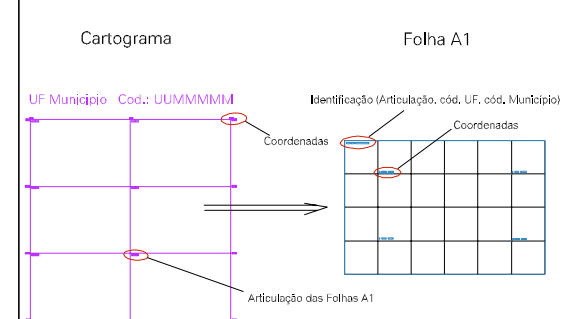 Cartograma
Folha A1
UF Município Cod.: UUMMMMM
Identificação (Articulação, cód. UF, cód. Município)
Coordenadas
Coordenadas
Articulação das Folhas A1